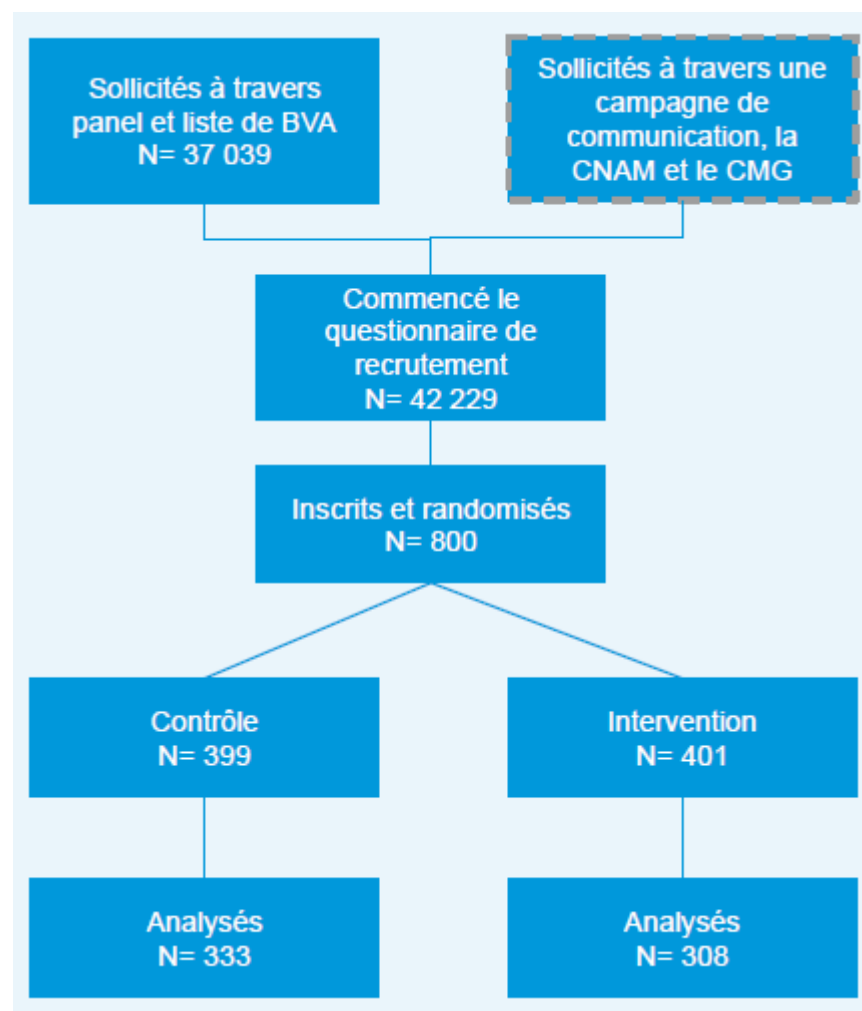 Sollicités à travers
panel et liste de BVA
N= 37 039
Sollicités à travers une
campagne de
communication, la
CNAM et le CMG
Commencé le
questionnaire de
recrutement
N= 42 229
Inscrits et randomisés
N= 800
Contrôle
N= 399
Intervention
N= 401
Analysés
N= 333
Analysés
N= 308